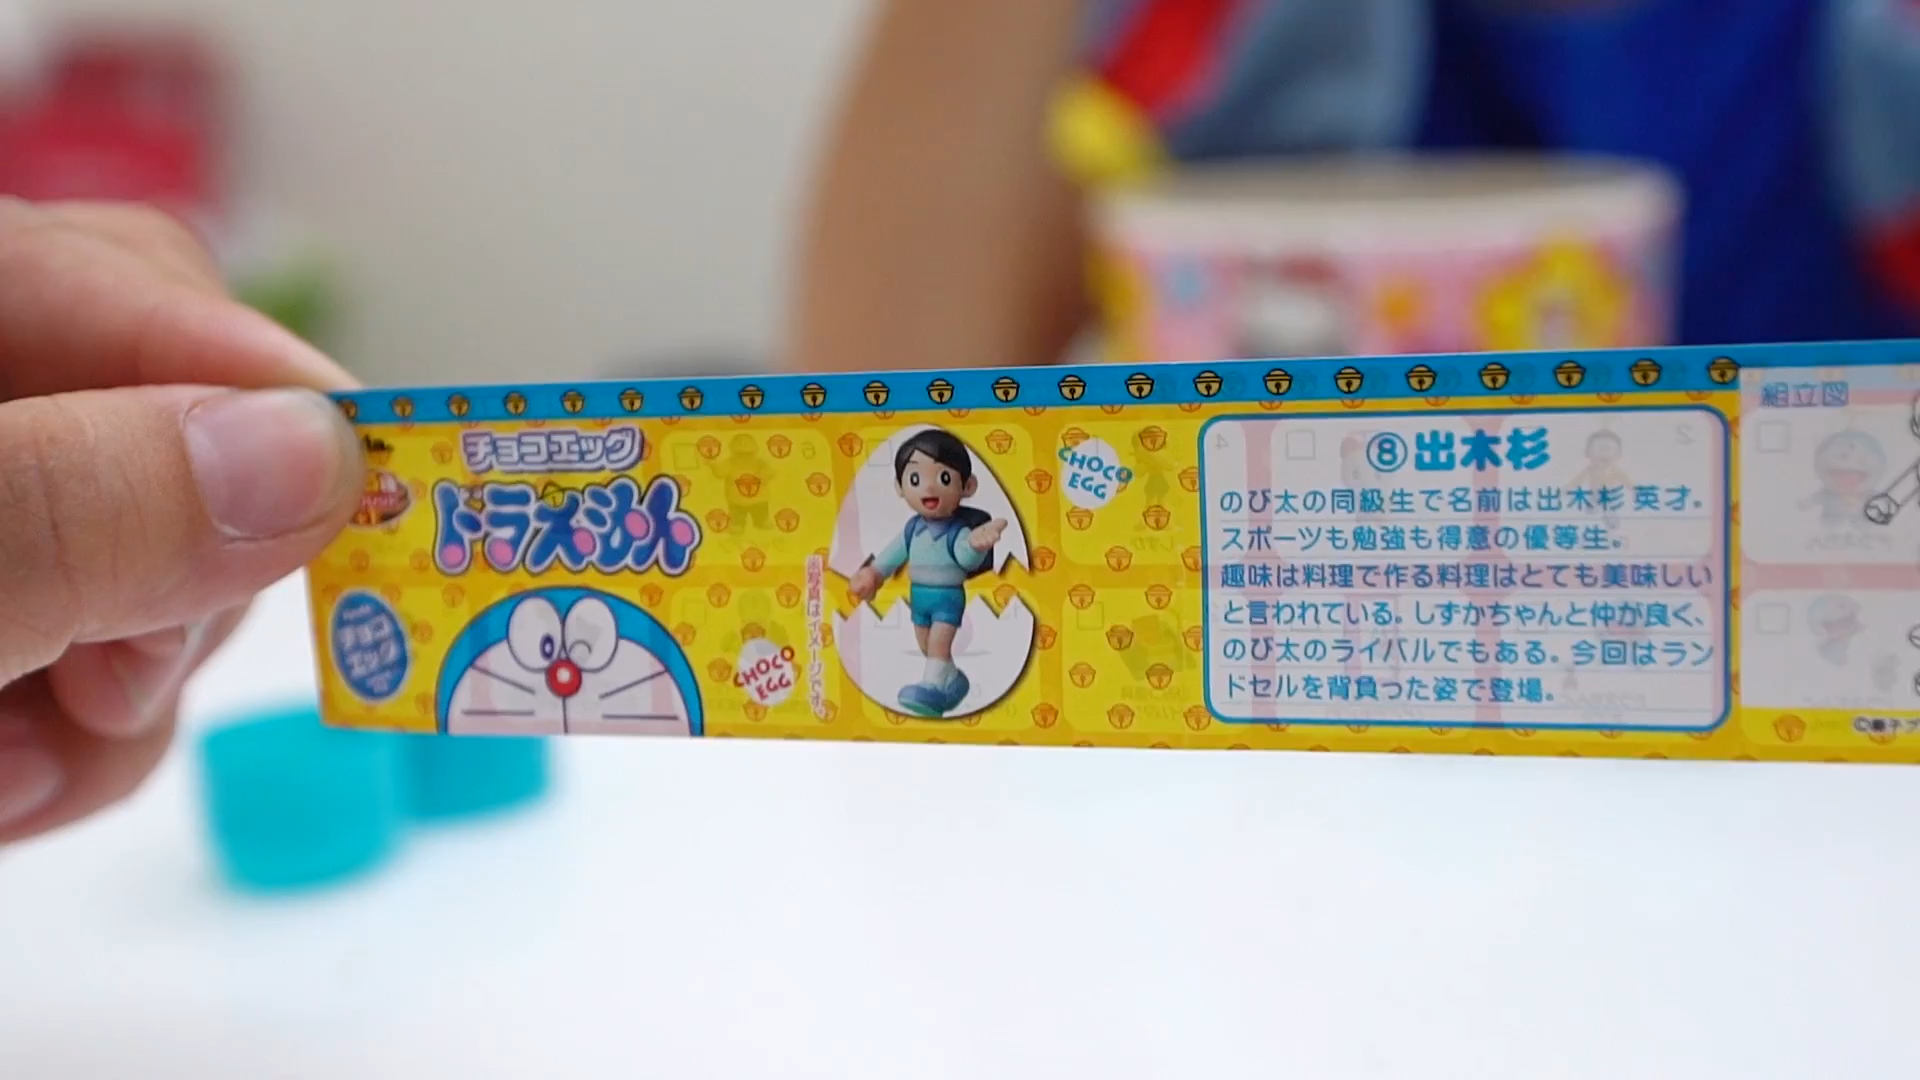 チョコエッグ
ドラえもん
チョコ
エッグ
CHOCO
EGG
※写真はイメージです。
CHOCO
EGG
⑧出木杉
のび太の同級生で名前は出木杉 英才。
スポーツも勉強も得意の優等生。
趣味は料理で作る料理はとても美味しい
と言われている。しずかちゃんと仲が良く、
のび太のライバルでもある。今回はラン
ドセルを背負った姿で登場。
組立図